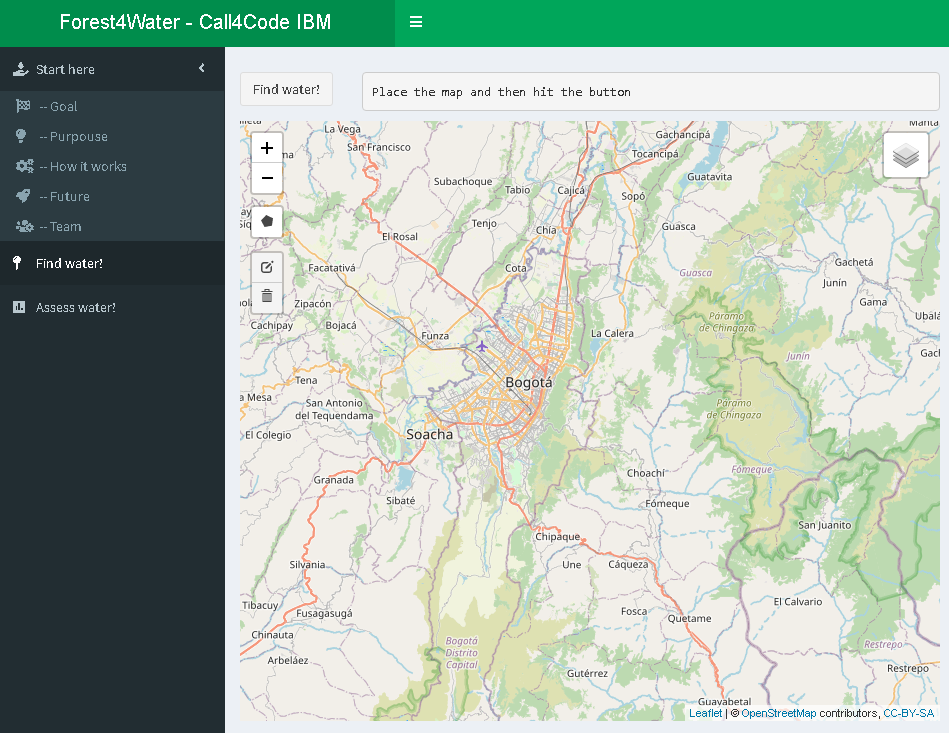 Forest4Water - Call4Code IBM
Start here
-- Goal
-- Purpouse
-- How it works
-- Future
-- Team
Find water!
Assess water!
Find water!
Place the map and then hit the button
+
−
La Vega
San Francisco
Gachancipá
Tocancipá
Subachoque
Tabio
Cajicá
Guatavita
Sopó
Tenjo
Chía
Guasca
El Rosal
Cota
Gachetá
Facatativá
Guasca
Junín
Zipacón
Gama
Cachipay
Bojacá
Funza
La Calera
Páramo
de Chingaza
Junín
Tena
Bogotá
San Antonio
del Tequendama
Páramo
de Chingaza
El Colegio
Soacha
Choachí
Fómeque
Granada
Sibaté
Fómeque
San Juanito
Chipaque
Silvania
Une
Cáqueza
Tibacuy
Fusagasugá
El Calvario
Fosca
Quetame
Chinauta
Bogotá
Distrito
Capital
Restrepo
Arbeláez
Gutérrez
Restrepo
Guayabetal
Leaflet | © OpenStreetMap contributors, CC-BY-SA